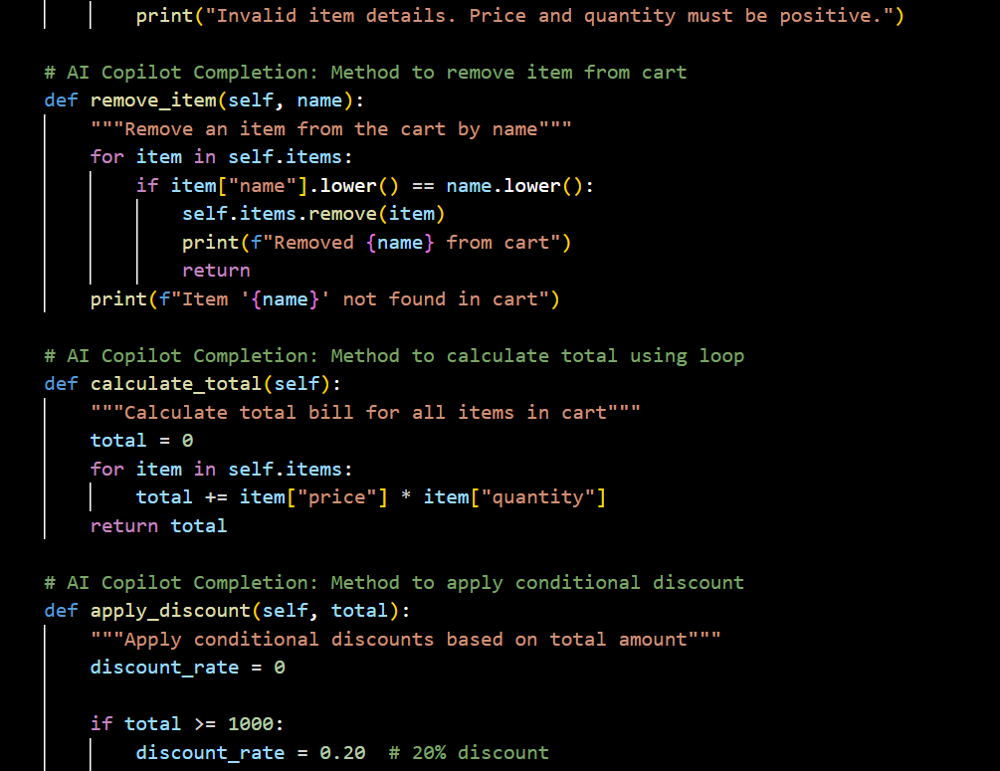 print("Invalid item details. Price and quantity must be positive.")
# AI Copilot Completion: Method to remove item from cart
def remove_item(self, name):
"""Remove an item from the cart by name"""
for item in self.items:
if item["name"].lower() == name.lower():
self.items.remove(item)
print(f"Removed {name} from cart")
return
print(f"Item '{name}' not found in cart")
# AI Copilot Completion: Method to calculate total using loop
def calculate_total(self):
"""Calculate total bill for all items in cart"""
total = 0
for item in self.items:
total += item["price"] * item["quantity"]
return total
# AI Copilot Completion: Method to apply conditional discount
def apply_discount(self, total):
"""Apply conditional discounts based on total amount"""
discount_rate = 0
if total >= 1000:
discount_rate = 0.20  # 20% discount